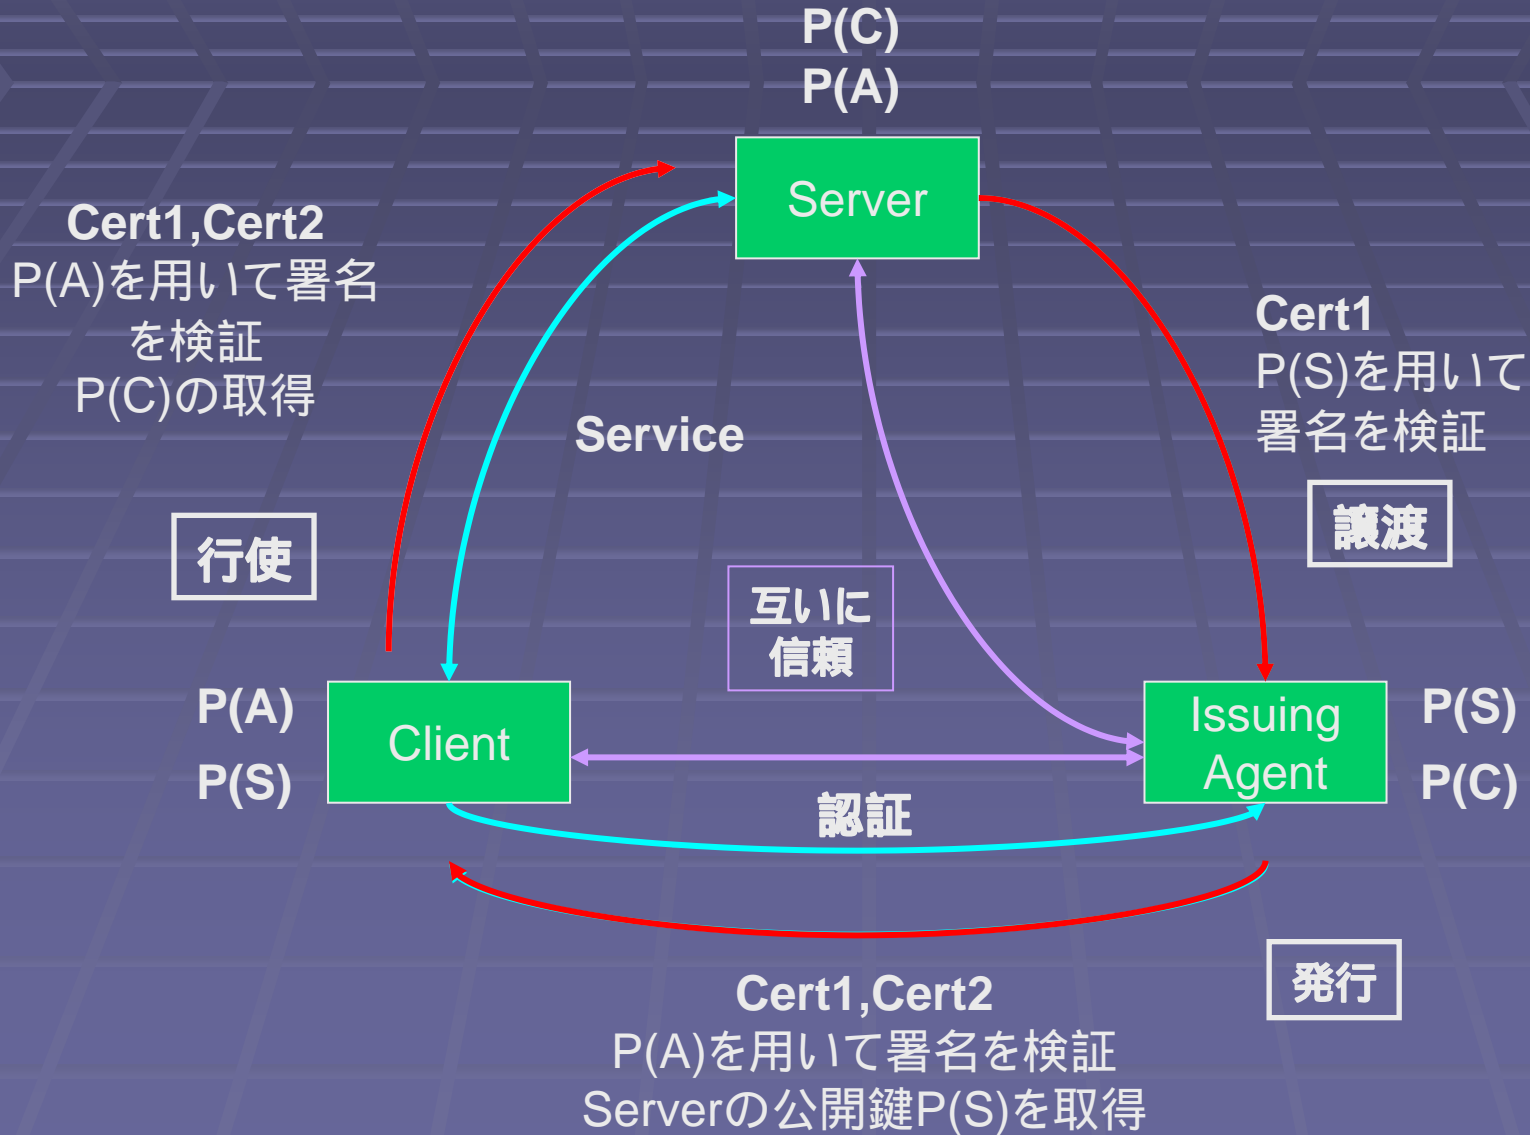 P(C)
P(A)
Server
Cert1,Cert2
P(A)を用いて署名
を検証
P(C)の取得
Cert1
P(S)を用いて
署名を検証
Service
譲渡
行使
互いに
信頼
P(A)
P(S)
Client
Issuing
Agent
P(S)
P(C)
認証
発行
Cert1,Cert2
P(A)を用いて署名を検証
Serverの公開鍵P(S)を取得